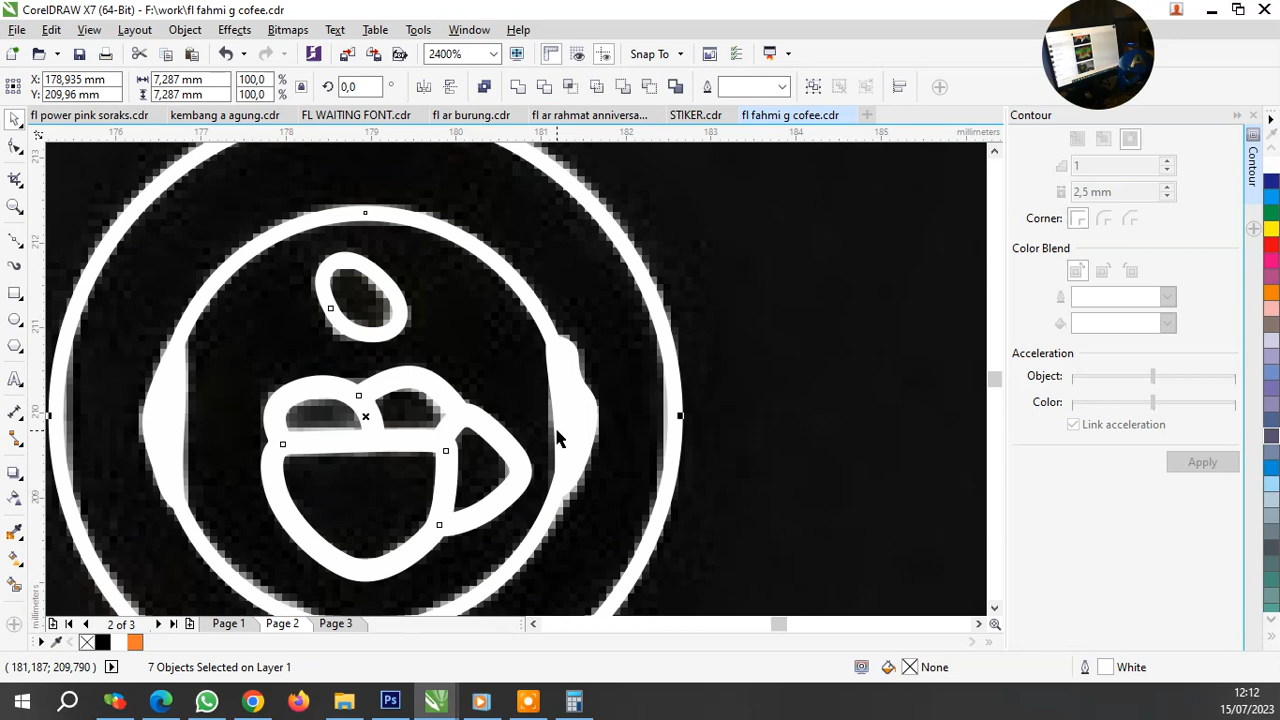 CorelDRAW X7 (64-Bit) - F:\work\fl fahmi g cofee.cdr
File Edit View Layout Object Effects Bitmaps Text Table Tools Window Help
2400% Snap To
X: 178,935 mm 7,287 mm 100,0 %
Y: 209,96 mm 7,287 mm 100,0 % 0,0 °
fl power pink soraks.cdr kembang a agung.cdr FL WAITING FONT.cdr fl ar burung.cdr fl ar rahmat anniversa... STIKER.cdr fl fahmi g cofee.cdr
Contour
176 177 178 179 180 181 182 183 184 185 millimeters
213
212
211
210
209
millimeters
1
2,5 mm
Corner:
Color Blend
Acceleration
Object:
Color:
Link acceleration
Apply
Contour
2 of 3 Page 1 Page 2 Page 3
( 181,187; 209,790 ) 7 Objects Selected on Layer 1 None White
Ps
12:12
15/07/2023